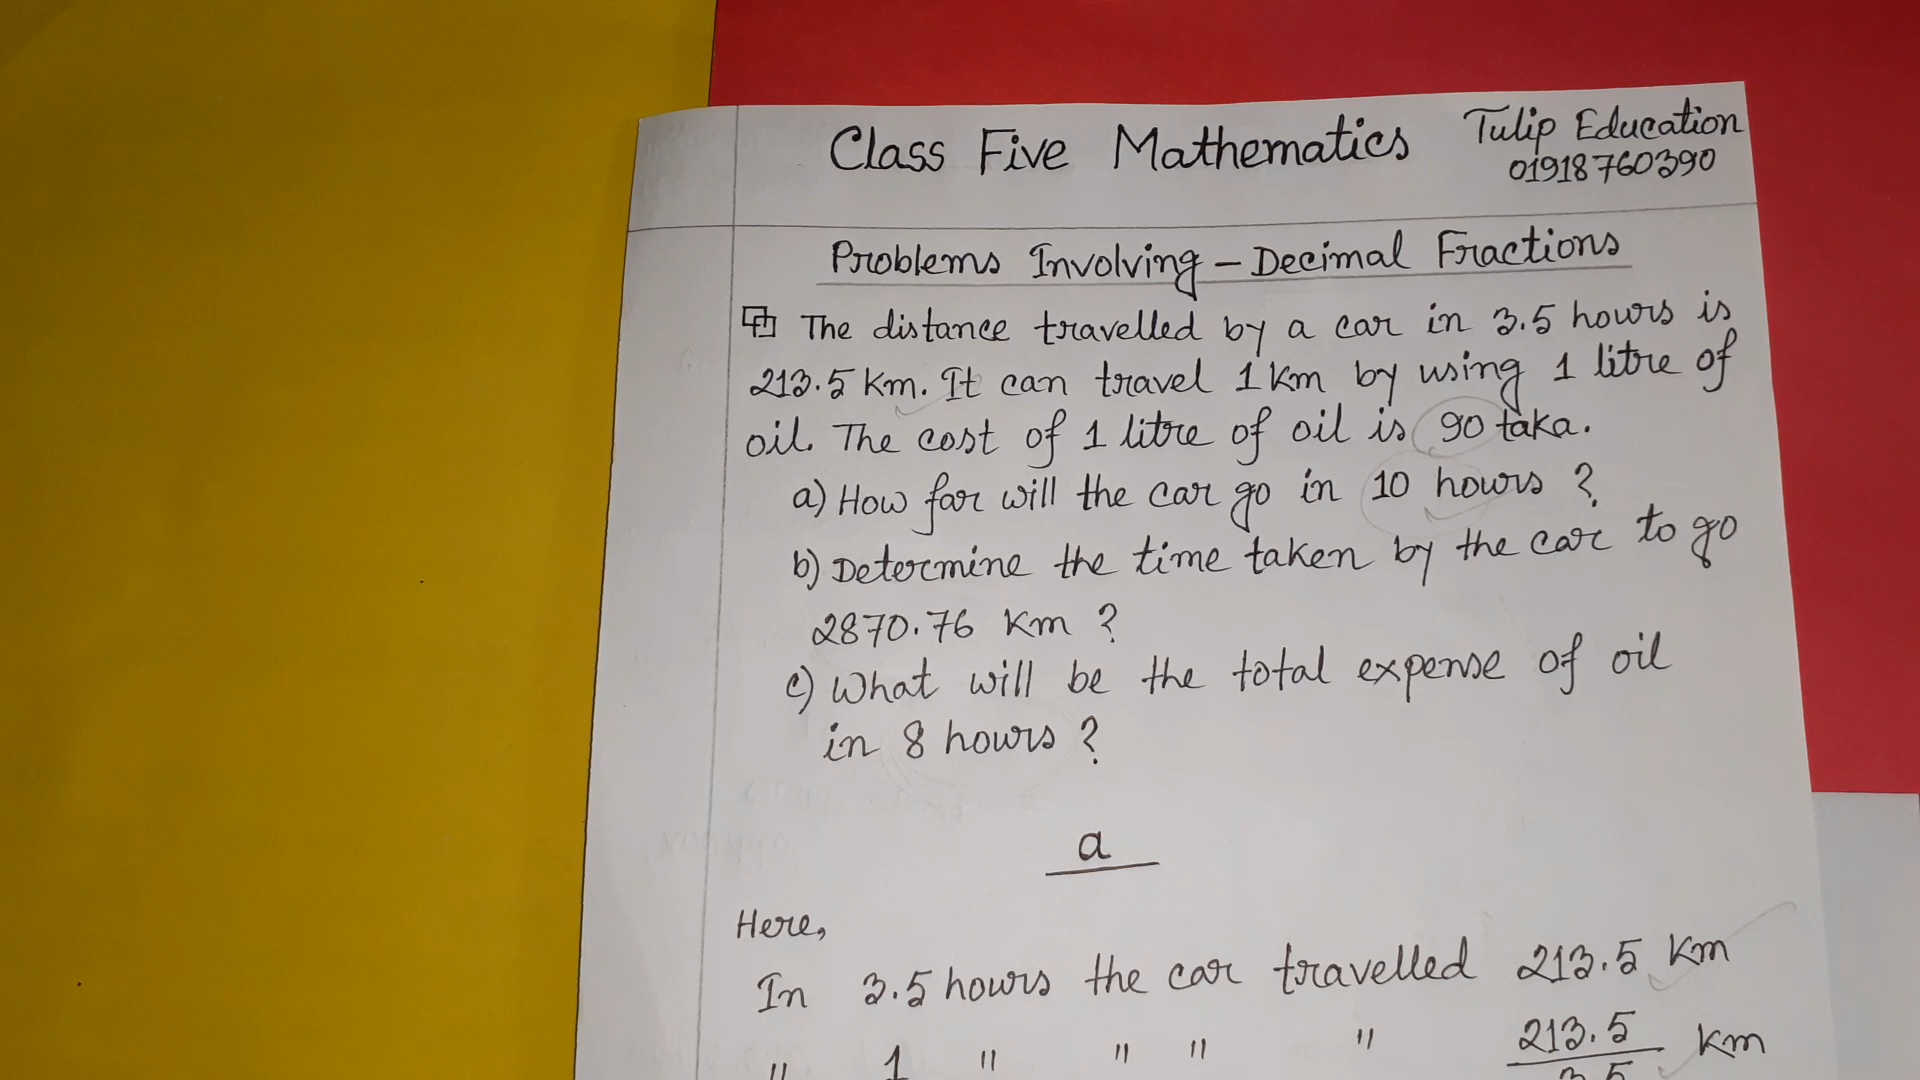 Class Five Mathematics
Tulip Education
01918760390
Problems Involving - Decimal Fractions
The distance travelled by a car in 3.5 hours is
213.5 Km. It can travel 1 Km by using 1 litre of
oil. The cost of 1 litre of oil is 90 taka.
a) How far will the car go in 10 hours ?
b) Determine the time taken by the car to go
2870.76 Km ?
c) What will be the total expense of oil
in 8 hours ?
a
Here,
In 3.5 hours the car travelled 213.5 Km
" 1 " " " " 213.5 Km
3.5